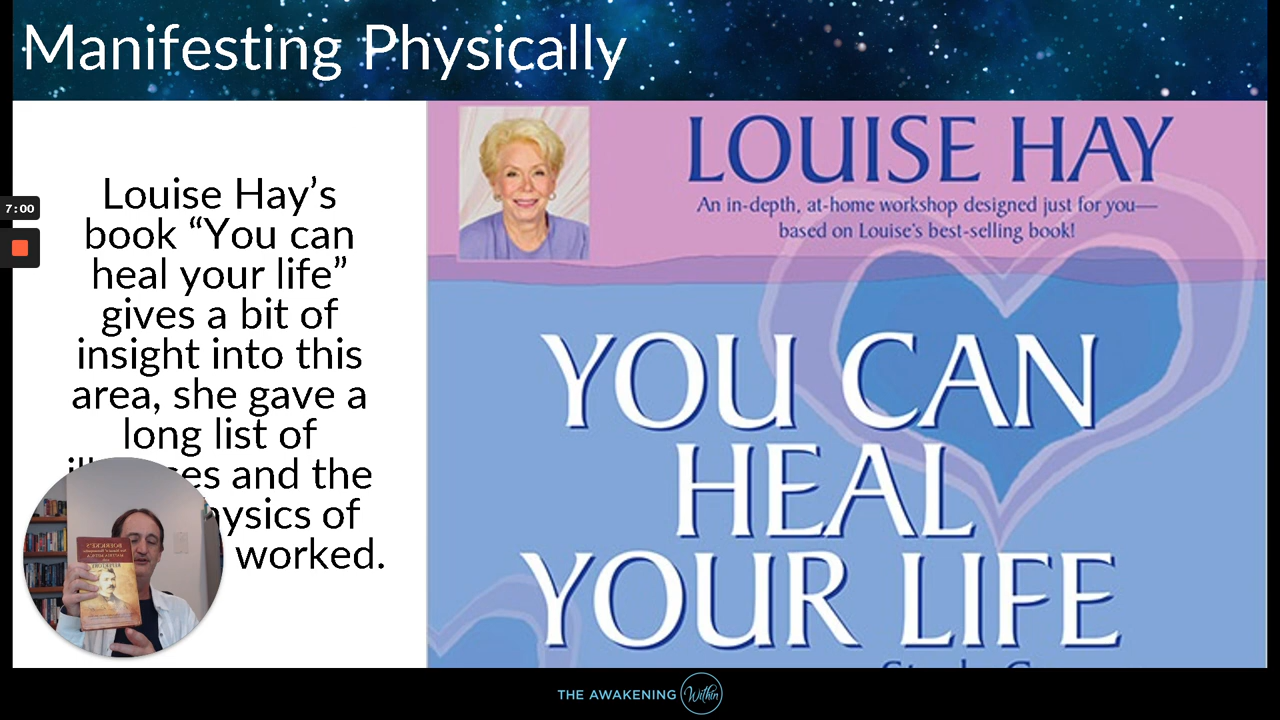 Manifesting Physically
Louise Hay’s
book “You can
heal your life”
gives a bit of
insight into this
area, she gave a
long list of
and the
of
worked.
7:00
LOUISE HAY
An in-depth, at-home workshop designed just for you—
based on Louise's best-selling book!
YOU CAN
HEAL
YOUR LIFE
THE AWAKENING Within